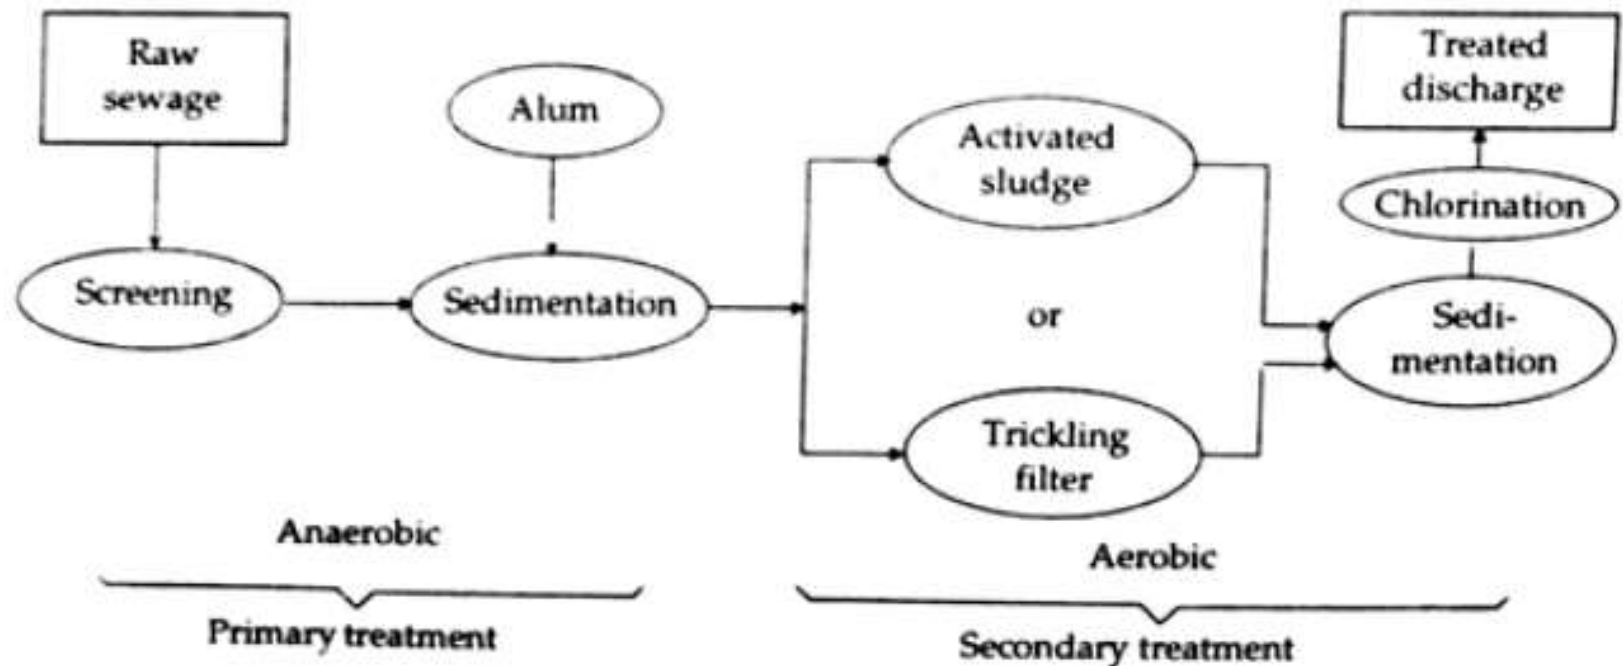 Raw
sewage
Alum
Activated
sludge
Treated
discharge
Chlorination
Screening
Sedimentation
or
Sedi-
mentation
Trickling
filter
Anaerobic
Aerobic
Primary treatment
Secondary treatment